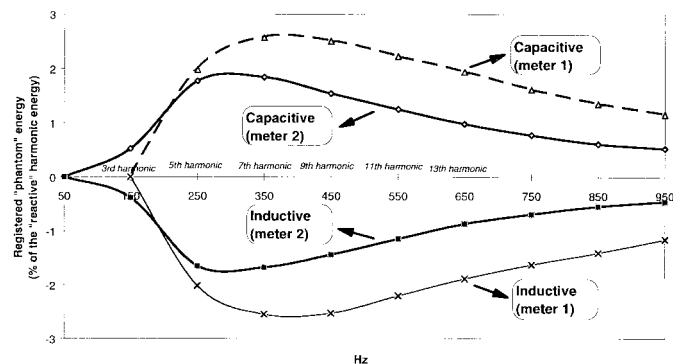 3
2
1
0
-1
-2
-3
Registered "phantom" energy
(% of the "reactive" harmonic energy)
Capacitive
(meter 1)
Capacitive
(meter 2)
3rd harmonic 5th harmonic 7th harmonic 9th harmonic 11th harmonic 13th harmonic
50 150 250 350 450 550 650 750 850 950
Inductive
(meter 2)
Inductive
(meter 1)
Hz